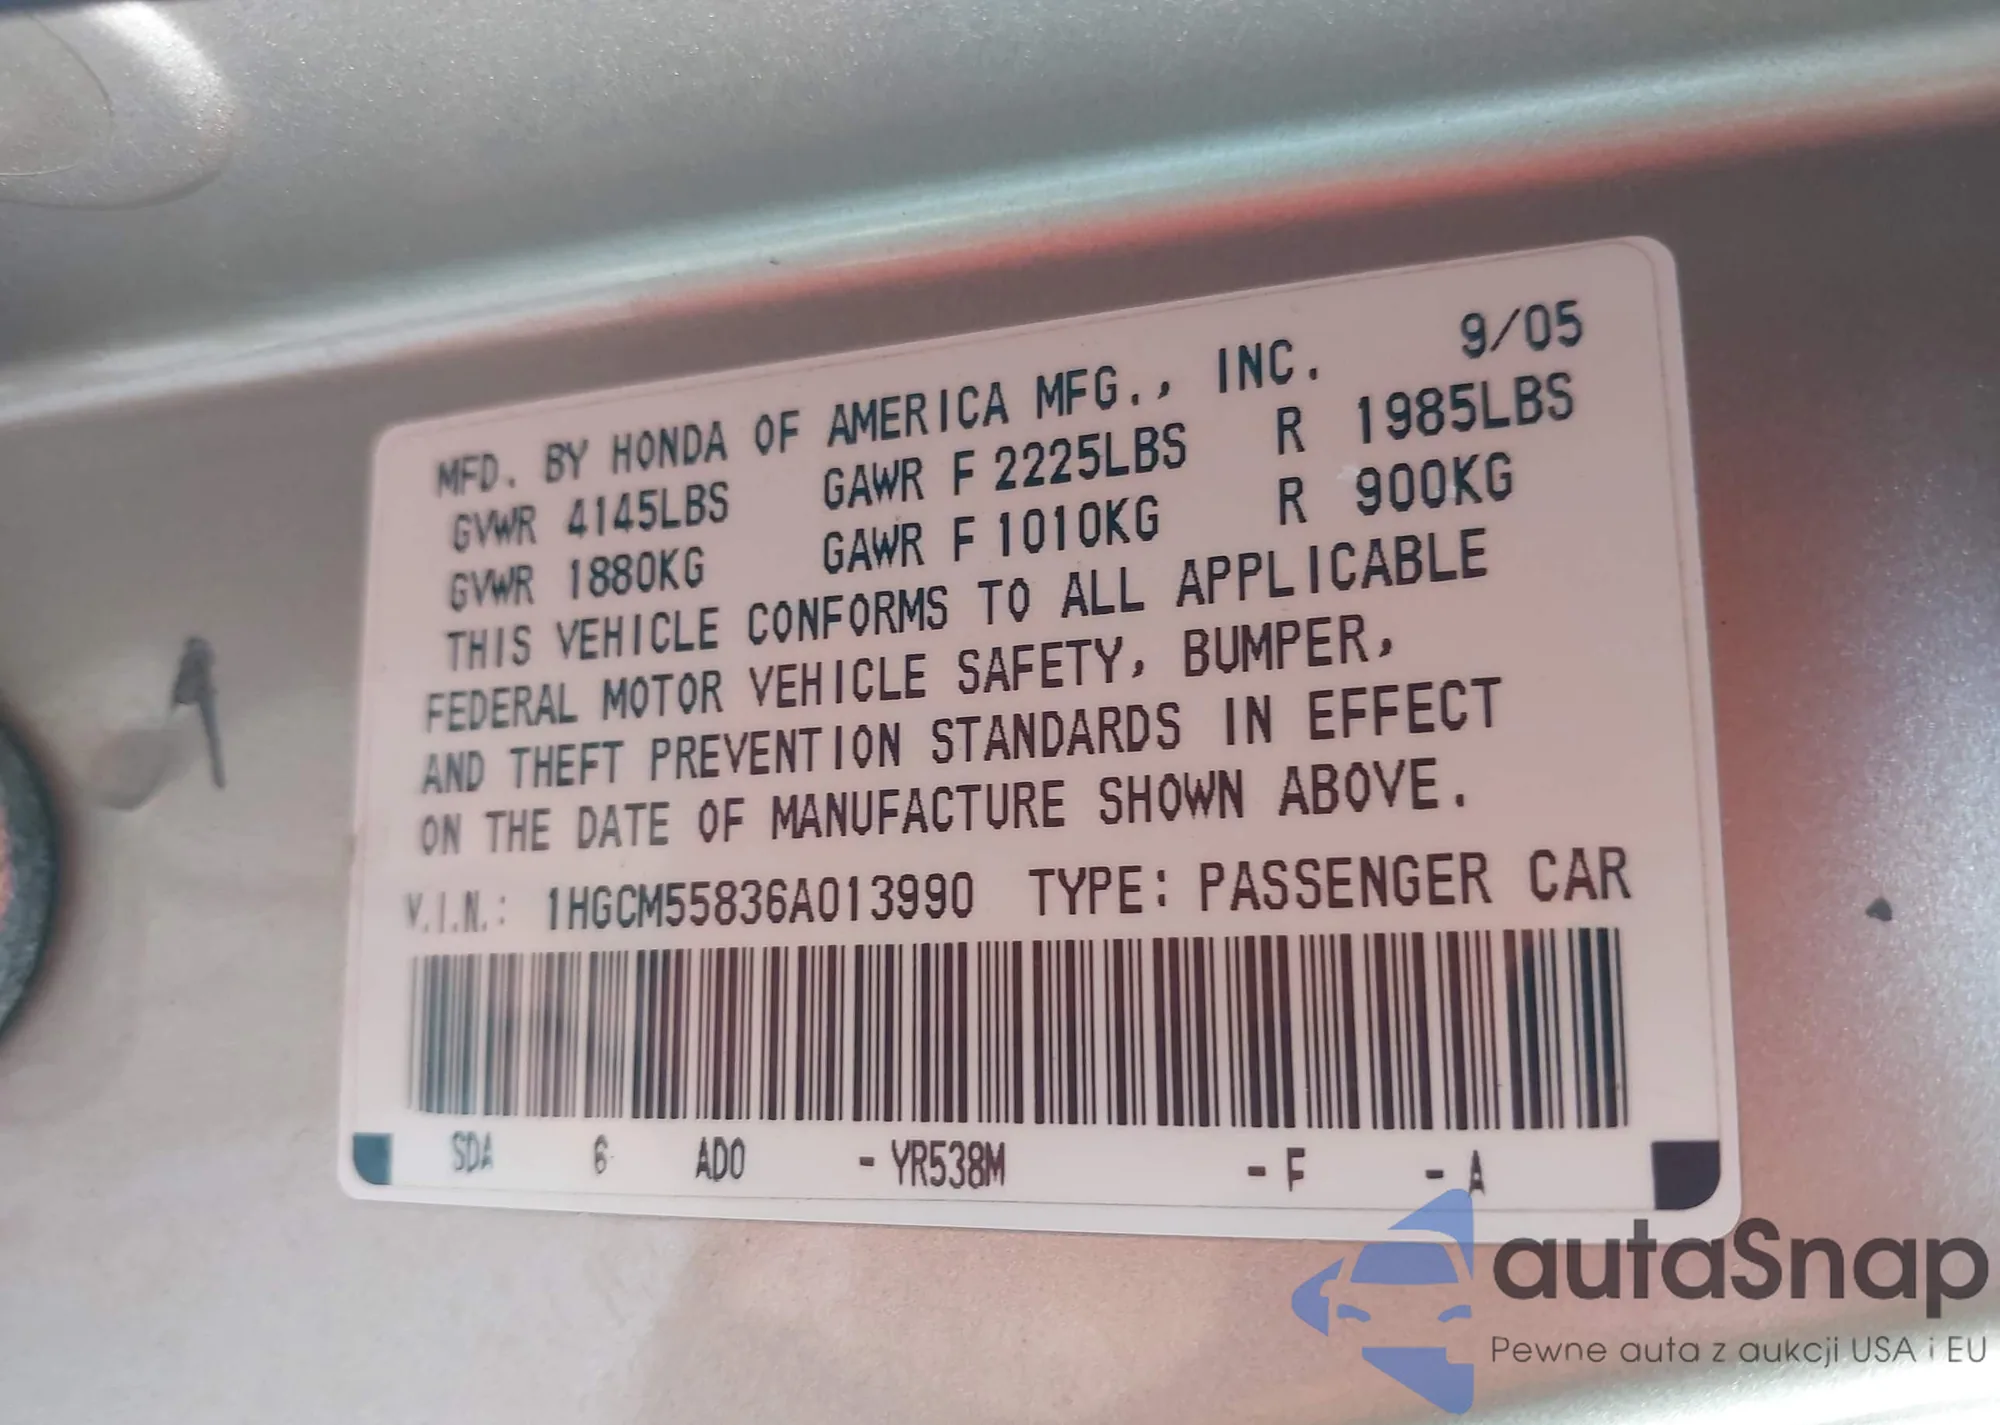 MFD. BY HONDA OF AMERICA MFG., INC. 9/05
GVWR 4145LBS GAWR F 2225LBS R 1985LBS
GVWR 1880KG GAWR F 1010KG R 900KG
THIS VEHICLE CONFORMS TO ALL APPLICABLE
FEDERAL MOTOR VEHICLE SAFETY, BUMPER,
AND THEFT PREVENTION STANDARDS IN EFFECT
ON THE DATE OF MANUFACTURE SHOWN ABOVE.
V.I.N.: 1HGCM55836A013990 TYPE: PASSENGER CAR
SDA 6 AD0 - YR538M - F - A
autaSnap
Pewne auta z aukcji USA i EU